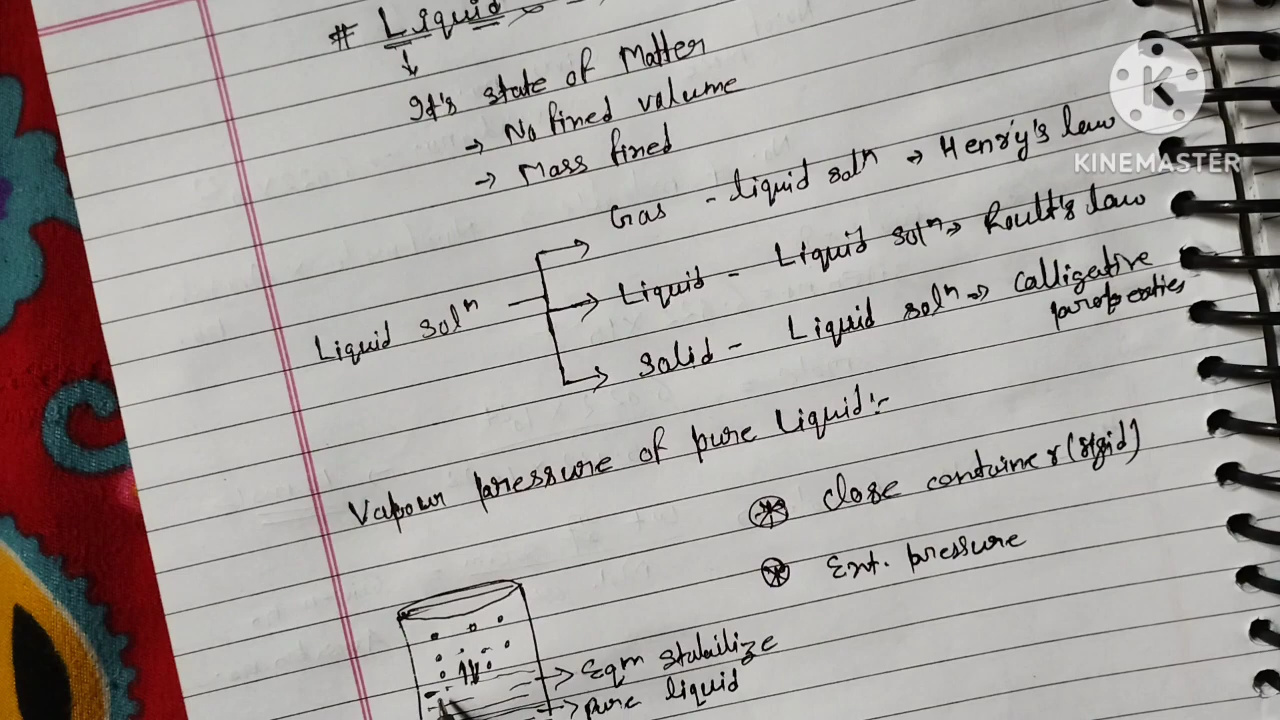 # Liquid
It's state of Matter
→ No fixed volume
→ Mass fixed
Liquid solⁿ
Gas - liquid solⁿ → Henry's law
Liquid - Liquid solⁿ → Roult's law
Solid - Liquid solⁿ → calligative
properties
Vapour pressure of pure liquid:-
⊛ close container (rigid)
⊛ Ext. pressure
→ Eqm stabilize
→ pure liquid
K
KINEMASTER